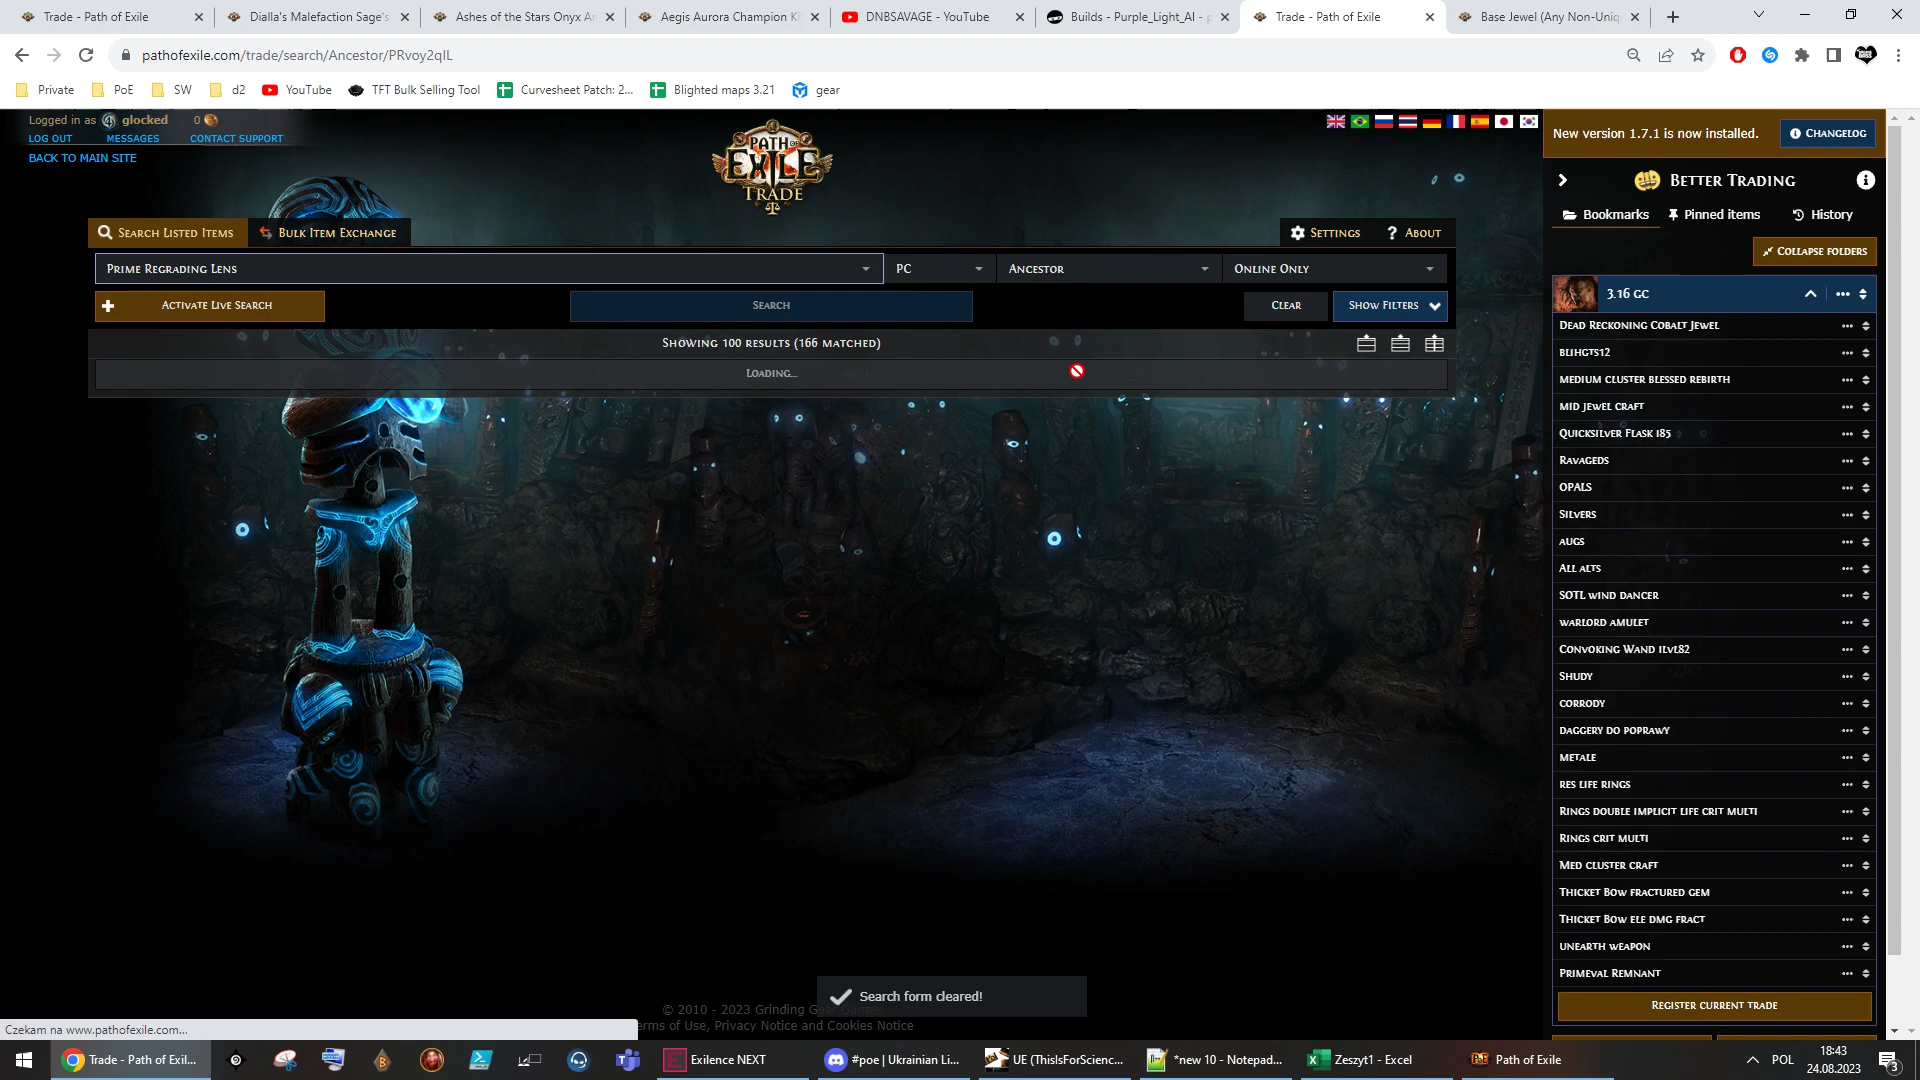 Trade - Path of Exile
Dialla's Malefaction Sage's
Ashes of the Stars Onyx Am
Aegis Aurora Champion Ki
DNBSAVAGE - YouTube
Builds - Purple_Light_AI - p
Trade - Path of Exile
Base Jewel (Any Non-Uniq
pathofexile.com/trade/search/Ancestor/PRvoy2qIL
Private
PoE
SW
d2
YouTube
TFT Bulk Selling Tool
Curvesheet Patch: 2...
Blighted maps 3.21
gear
Logged in as glocked 0
LOG OUT
MESSAGES
CONTACT SUPPORT
BACK TO MAIN SITE
PATH OF
EXILE
TRADE
New version 1.7.1 is now installed.
CHANGELOG
BETTER TRADING
Bookmarks
Pinned items
History
COLLAPSE FOLDERS
SEARCH LISTED ITEMS
BULK ITEM EXCHANGE
SETTINGS
? ABOUT
PRIME REGRADING LENS
PC
ANCESTOR
ONLINE ONLY
ACTIVATE LIVE SEARCH
SEARCH
CLEAR
SHOW FILTERS
SHOWING 100 RESULTS (166 MATCHED)
LOADING...
3.16 GC
DEAD RECKONING COBALT JEWEL
BLIHGTS12
MEDIUM CLUSTER BLESSED REBIRTH
MID JEWEL CRAFT
QUICKSILVER FLASK 185
RAVAGEDS
OPALS
SILVERS
AUGS
ALL ALTS
SOTL WIND DANCER
WARLORD AMULET
CONVOKING WAND ILVL82
SHUDY
CORRODY
DAGGERY DO POPRAWY
METALE
RES LIFE RINGS
RINGS DOUBLE IMPLICIT LIFE CRIT MULTI
RINGS CRIT MULTI
MED CLUSTER CRAFT
THICKET BOW FRACTURED GEM
THICKET BOW ELE DMG FRACT
UNEARTH WEAPON
PRIMEVAL REMNANT
REGISTER CURRENT TRADE
Search form cleared!
© 2010 - 2023 Grinding Gear Games
erms of Use, Privacy Notice and Cookies Notice
Czekam na www.pathofexile.com...
Trade - Path of Exil...
Exilence NEXT
#poe | Ukrainian Li...
UE (ThisIsForScienc...
*new 10 - Notepad...
Zeszyt1 - Excel
Path of Exile
POL
18:43
24.08.2023
3